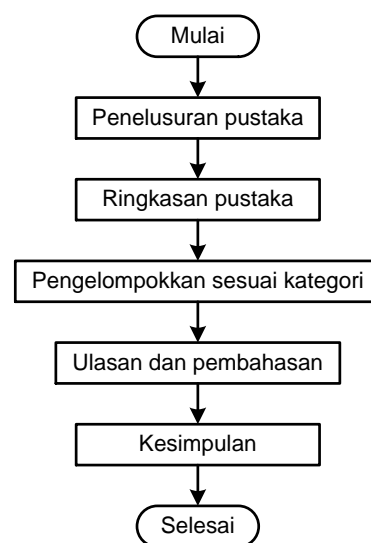 Mulai
Penelusuran pustaka
Ringkasan pustaka
Pengelompokkan sesuai kategori
Ulasan dan pembahasan
Kesimpulan
Selesai